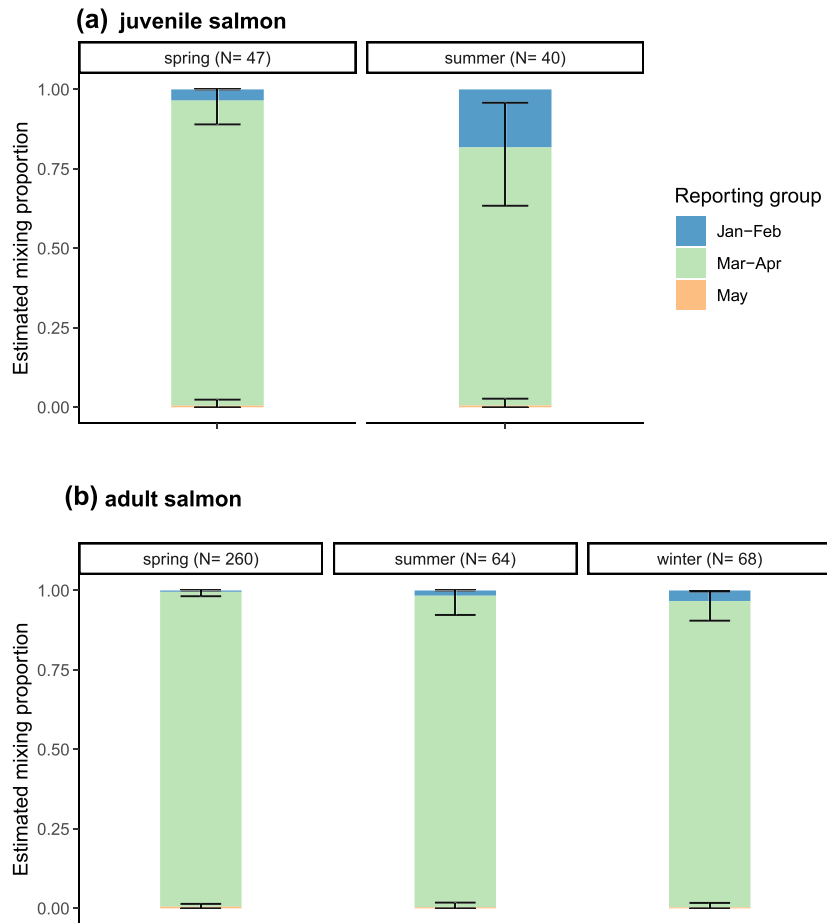 (a) juvenile salmon
spring (N= 47)
summer (N= 40)
Estimated mixing proportion
1.00
0.75
0.50
0.25
0.00
Reporting group
Jan−Feb
Mar−Apr
May
(b) adult salmon
spring (N= 260)
summer (N= 64)
winter (N= 68)
Estimated mixing proportion
1.00
0.75
0.50
0.25
0.00